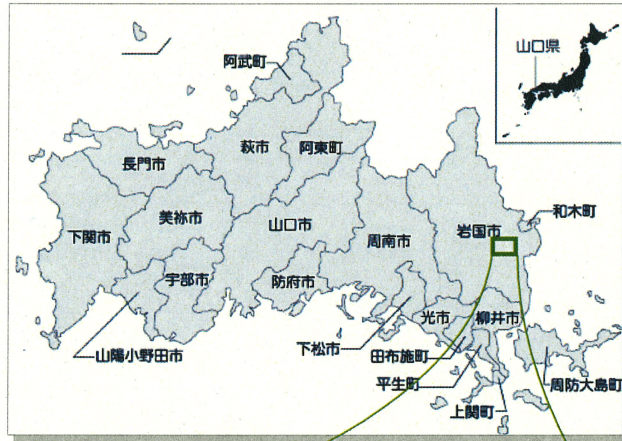 山口県
阿武町
萩市
阿東町
長門市
和木町
美祢市
山口市
周南市
岩国市
下関市
宇部市
防府市
光市
柳井市
下松市
田布施町
山陽小野田市
平生町
周防大島町
上関町